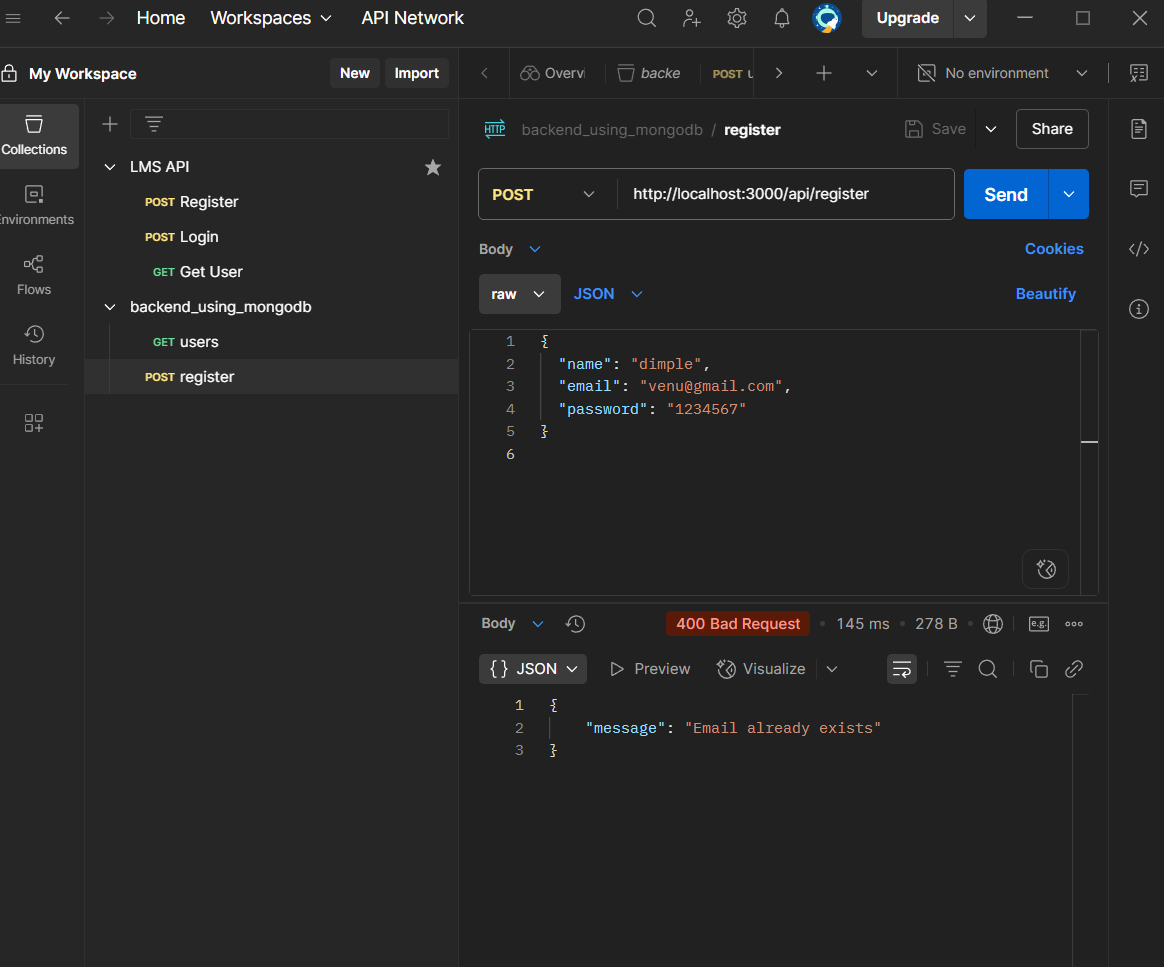 Home Workspaces API Network Upgrade
My Workspace New Import
Overvi backe POST u No environment
Collections
Environments
Flows
History
LMS API
POST Register
POST Login
GET Get User
backend_using_mongodb
GET users
POST register
HTTP backend_using_mongodb / register Save Share
POST http://localhost:3000/api/register Send
Body Cookies
raw JSON Beautify
1 {
2 "name": "dimple",
3 "email": "venu@gmail.com",
4 "password": "1234567"
5 }
6
Body 400 Bad Request • 145 ms • 278 B • e.g.
{} JSON Preview Visualize
1 {
2 "message": "Email already exists"
3 }